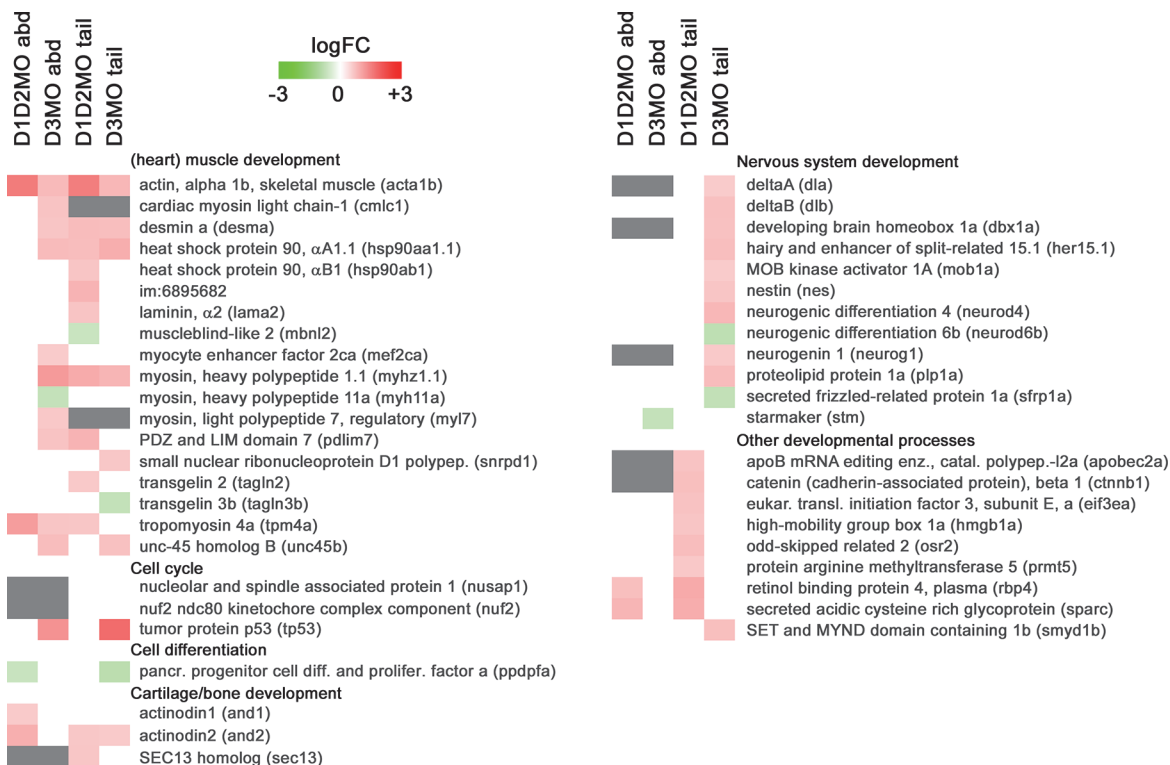 D1D2MO abd
D3MO abd
D1D2MO tail
D3MO tail
logFC
-3 0 +3
(heart) muscle development
actin, alpha 1b, skeletal muscle (acta1b)
cardiac myosin light chain-1 (cmlc1)
desmin a (desma)
heat shock protein 90, αA1.1 (hsp90aa1.1)
heat shock protein 90, αB1 (hsp90ab1)
im:6895682
laminin, α2 (lama2)
muscleblind-like 2 (mbnl2)
myocyte enhancer factor 2ca (mef2ca)
myosin, heavy polypeptide 1.1 (myhz1.1)
myosin, heavy polypeptide 11a (myh11a)
myosin, light polypeptide 7, regulatory (myl7)
PDZ and LIM domain 7 (pdlim7)
small nuclear ribonucleoprotein D1 polypep. (snrpd1)
transgelin 2 (tagln2)
transgelin 3b (tagln3b)
tropomyosin 4a (tpm4a)
unc-45 homolog B (unc45b)
Cell cycle
nucleolar and spindle associated protein 1 (nusap1)
nuf2 ndc80 kinetochore complex component (nuf2)
tumor protein p53 (tp53)
Cell differentiation
pancr. progenitor cell diff. and prolifer. factor a (ppdpfa)
Cartilage/bone development
actinodin1 (and1)
actinodin2 (and2)
SEC13 homolog (sec13)
D1D2MO abd
D3MO abd
D1D2MO tail
D3MO tail
Nervous system development
deltaA (dla)
deltaB (dlb)
developing brain homeobox 1a (dbx1a)
hairy and enhancer of split-related 15.1 (her15.1)
MOB kinase activator 1A (mob1a)
nestin (nes)
neurogenic differentiation 4 (neurod4)
neurogenic differentiation 6b (neurod6b)
neurogenin 1 (neurog1)
proteolipid protein 1a (plp1a)
secreted frizzled-related protein 1a (sfrp1a)
starmaker (stm)
Other developmental processes
apoB mRNA editing enz., catal. polypep.-l2a (apobec2a)
catenin (cadherin-associated protein), beta 1 (ctnnb1)
eukar. transl. initiation factor 3, subunit E, a (eif3ea)
high-mobility group box 1a (hmgb1a)
odd-skipped related 2 (osr2)
protein arginine methyltransferase 5 (prmt5)
retinol binding protein 4, plasma (rbp4)
secreted acidic cysteine rich glycoprotein (sparc)
SET and MYND domain containing 1b (smyd1b)